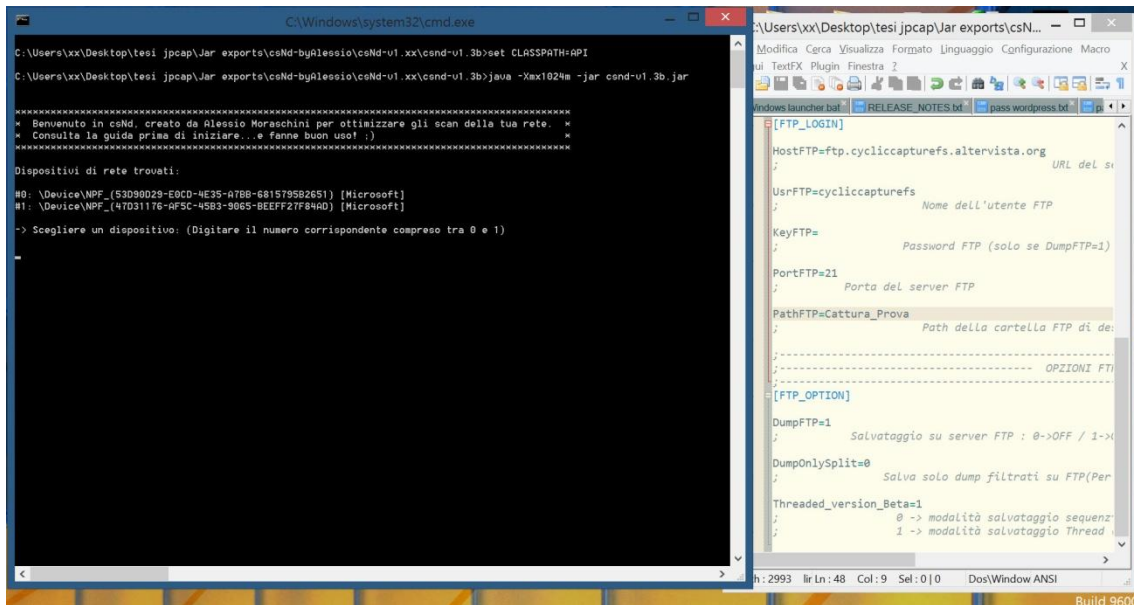 C:\Windows\system32\cmd.exe
C:\Users\xx\Desktop\tesi jpcap\Jar exports\csNd-byAlessio\csNd-v1.xx\csnd-v1.3b>set CLASSPATH=API
C:\Users\xx\Desktop\tesi jpcap\Jar exports\csNd-byAlessio\csNd-v1.xx\csnd-v1.3b>java -Xmx1024m -jar csnd-v1.3b.jar
* Benvenuto in csNd, creato da Alessio Moraschini per ottimizzare gli scan della tua rete. *
* Consulta la guida prima di iniziare...e fanne buon uso! ;) *
Dispositivi di rete trovati:
#0: \Device\NPF_{53D90D29-E0CD-4E35-A7BB-6815795B2651} [Microsoft]
#1: \Device\NPF_{47D31176-AF5C-45B3-9065-BEEFF27F84AD} [Microsoft]
-> Scegliere un dispositivo: (Digitare il numero corrispondente compreso tra 0 e 1)
:\Users\xx\Desktop\tesi jpcap\Jar exports\csN...
Modifica Cerca Visualizza Formato Linguaggio Configurazione Macro
ui TextFX Plugin Finestra ? X
Windows launcher.bat RELEASE_NOTES.txt pass wordpress.txt
[FTP_LOGIN]
HostFTP=ftp.cycliccapturefs.altervista.org
; URL del
UsrFTP=cycliccapturefs
; Nome dell'utente FTP
KeyFTP=
; Password FTP (solo se DumpFTP=1)
PortFTP=21
; Porta del server FTP
PathFTP=Cattura_Prova
; Path della cartella FTP di
;-----------------------------------------
;----------------------------------- OPZIONI
;-----------------------------------------
[FTP_OPTION]
DumpFTP=1
; Salvataggio su server FTP : 0->OFF / 1->
DumpOnlySplit=0
; Salva solo dump filtrati su FTP(Per
Threaded_version_Beta=1
; 0 -> modalità salvataggio
; 1 -> modalità salvataggio Thread
h : 2993 lir Ln : 48 Col : 9 Sel : 0 | 0 Dos\Window ANSI
Build 9600